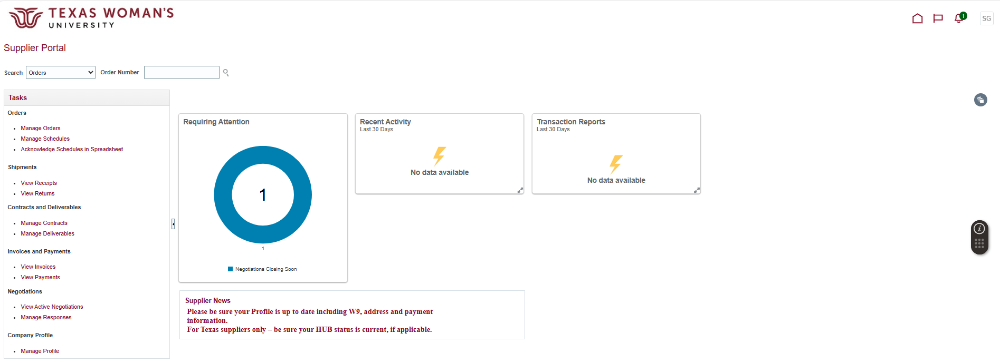 TEXAS WOMAN'S
UNIVERSITY
1
SG
Supplier Portal
Search Orders Order Number
Tasks
Orders
Manage Orders
Manage Schedules
Acknowledge Schedules in Spreadsheet
Shipments
View Receipts
View Returns
Contracts and Deliverables
Manage Contracts
Manage Deliverables
Invoices and Payments
View Invoices
View Payments
Negotiations
View Active Negotiations
Manage Responses
Company Profile
Manage Profile
Requiring Attention
1
1
Negotiations Closing Soon
Recent Activity
Last 30 Days
No data available
Transaction Reports
Last 30 Days
No data available
Supplier News
Please be sure your Profile is up to date including W9, address and payment
information.
For Texas suppliers only – be sure your HUB status is current, if applicable.
i